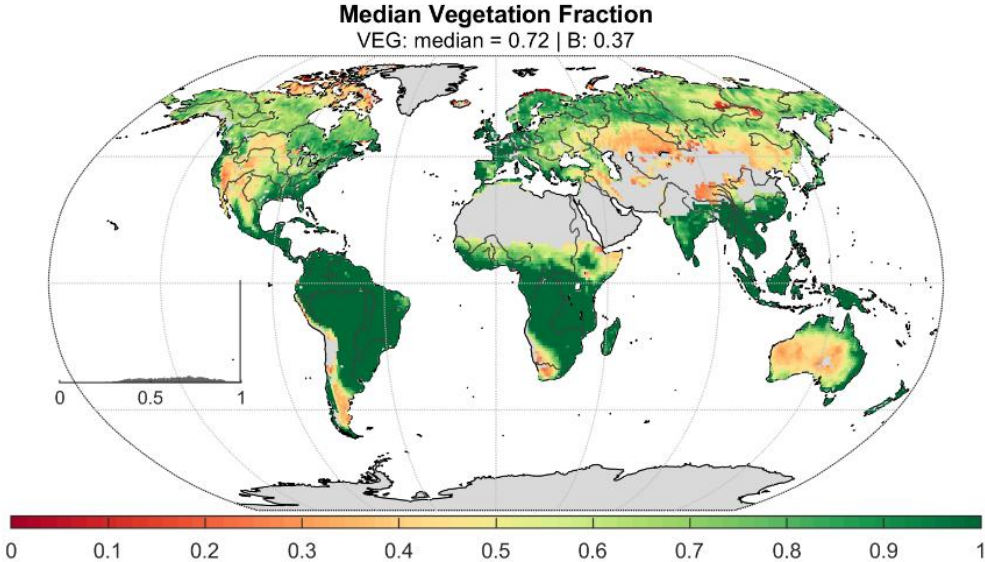 Median Vegetation Fraction
VEG: median = 0.72 | B: 0.37
0 0.5 1
0 0.1 0.2 0.3 0.4 0.5 0.6 0.7 0.8 0.9 1